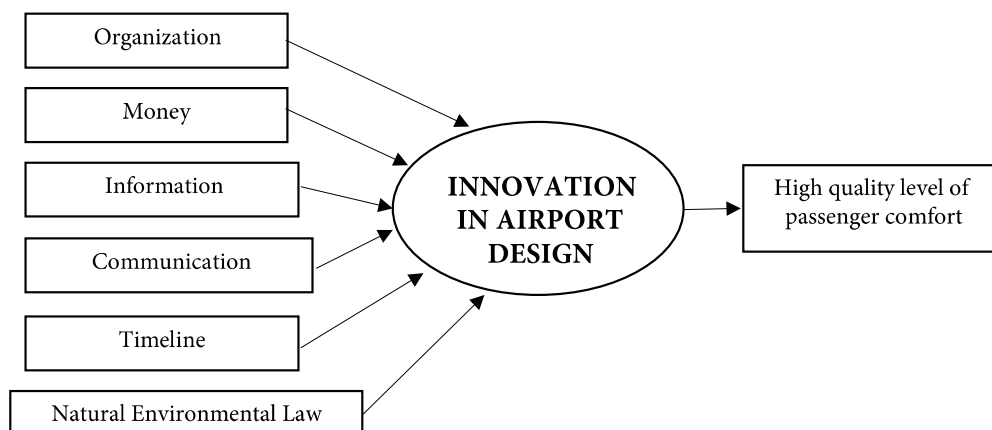 Organization
Money
Information
Communication
Timeline
Natural Environmental Law
INNOVATION
IN AIRPORT
DESIGN
High quality level of
passenger comfort